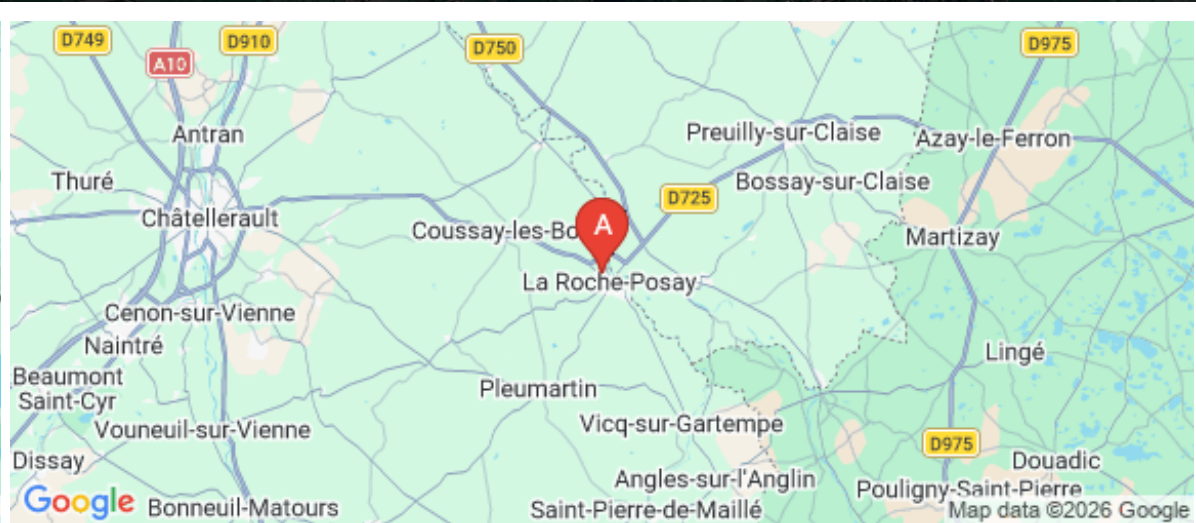 D749
D910
D750
D975
A10
Antran
Preuilly-sur-Claise
Azay-le-Ferron
Thuré
Bossay-sur-Claise
D725
Châtellerault
Coussay-les-Bo
A
Martizay
La Roche-Posay
Cenon-sur-Vienne
Naintré
Lingé
Beaumont
Saint-Cyr
Pleumartin
Vicq-sur-Gartempe
Vouneuil-sur-Vienne
D975
Dissay
Douadic
Angles-sur-l'Anglin
Pouligny-Saint-Pierre
Google
Bonneuil-Matours
Saint-Pierre-de-Maillé
Map data ©2026 Google